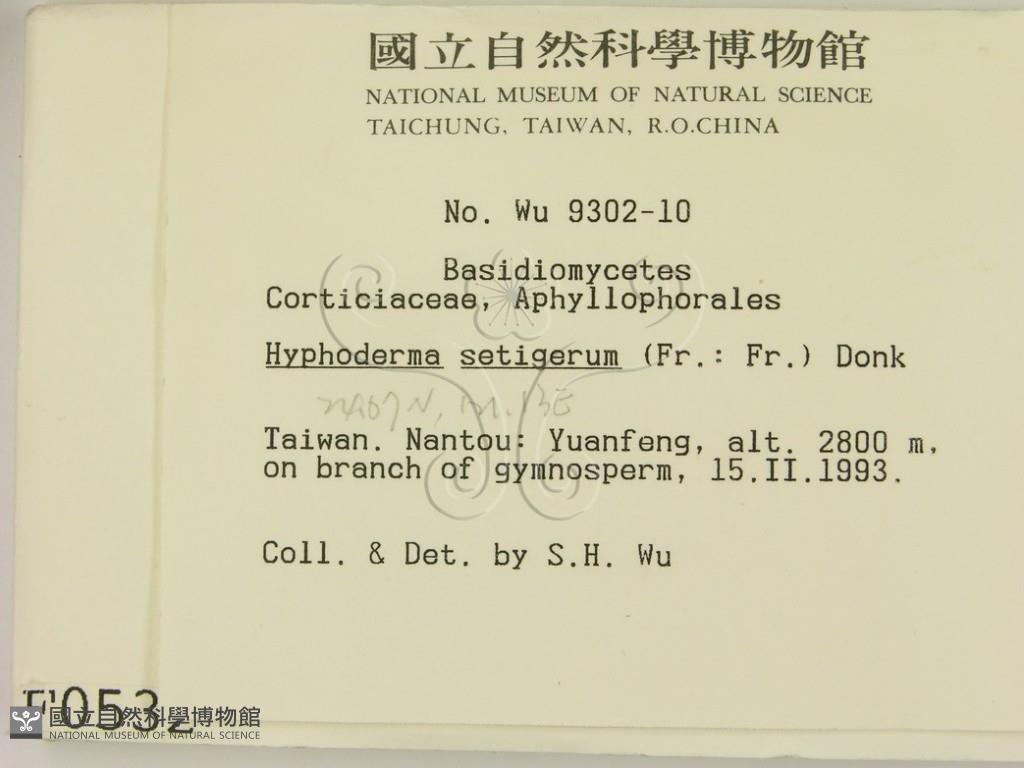 國立自然科學博物館
NATIONAL MUSEUM OF NATURAL SCIENCE
TAICHUNG, TAIWAN, R.O.CHINA
No. Wu 9302-10
Basidiomycetes
Corticiaceae, Aphyllophorales
Hyphoderma setigerum (Fr.: Fr.) Donk
Taiwan. Nantou: Yuanfeng, alt. 2800 m,
on branch of gymnosperm, 15.II.1993.
Coll. & Det. by S.H. Wu
國立自然科學博物館
NATIONAL MUSEUM OF NATURAL SCIENCE